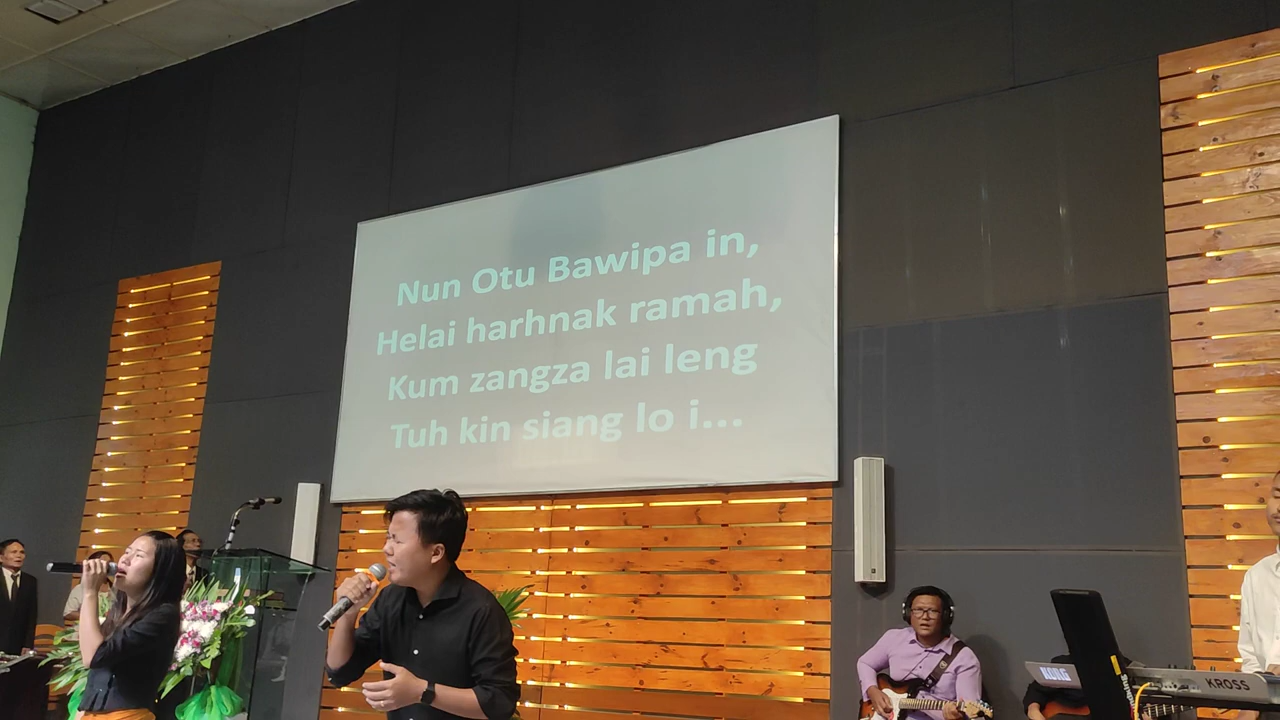 Nun Otu Bawipa in,
Helai harhnak ramah,
Kum zangza lai leng
Tuh kin siang lo i...
KORG
KROSS